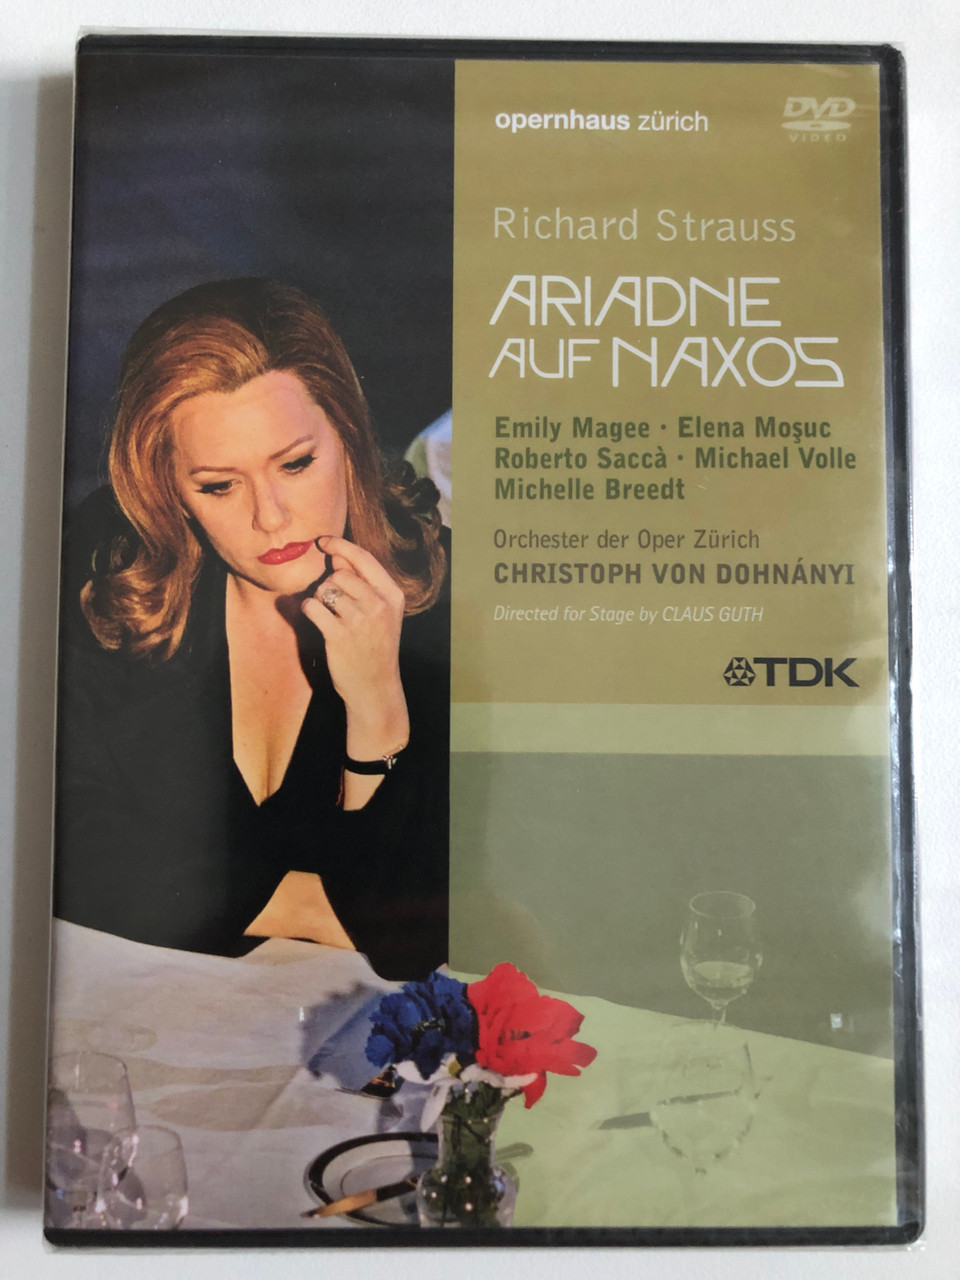 opernhaus zürich
DVD
VIDEO
Richard Strauss
ARIADNE
AUF NAXOS
Emily Magee · Elena Moşuc
Roberto Saccà · Michael Volle
Michelle Breedt
Orchester der Oper Zürich
CHRISTOPH VON DOHNÁNYI
Directed for Stage by CLAUS GUTH
TDK